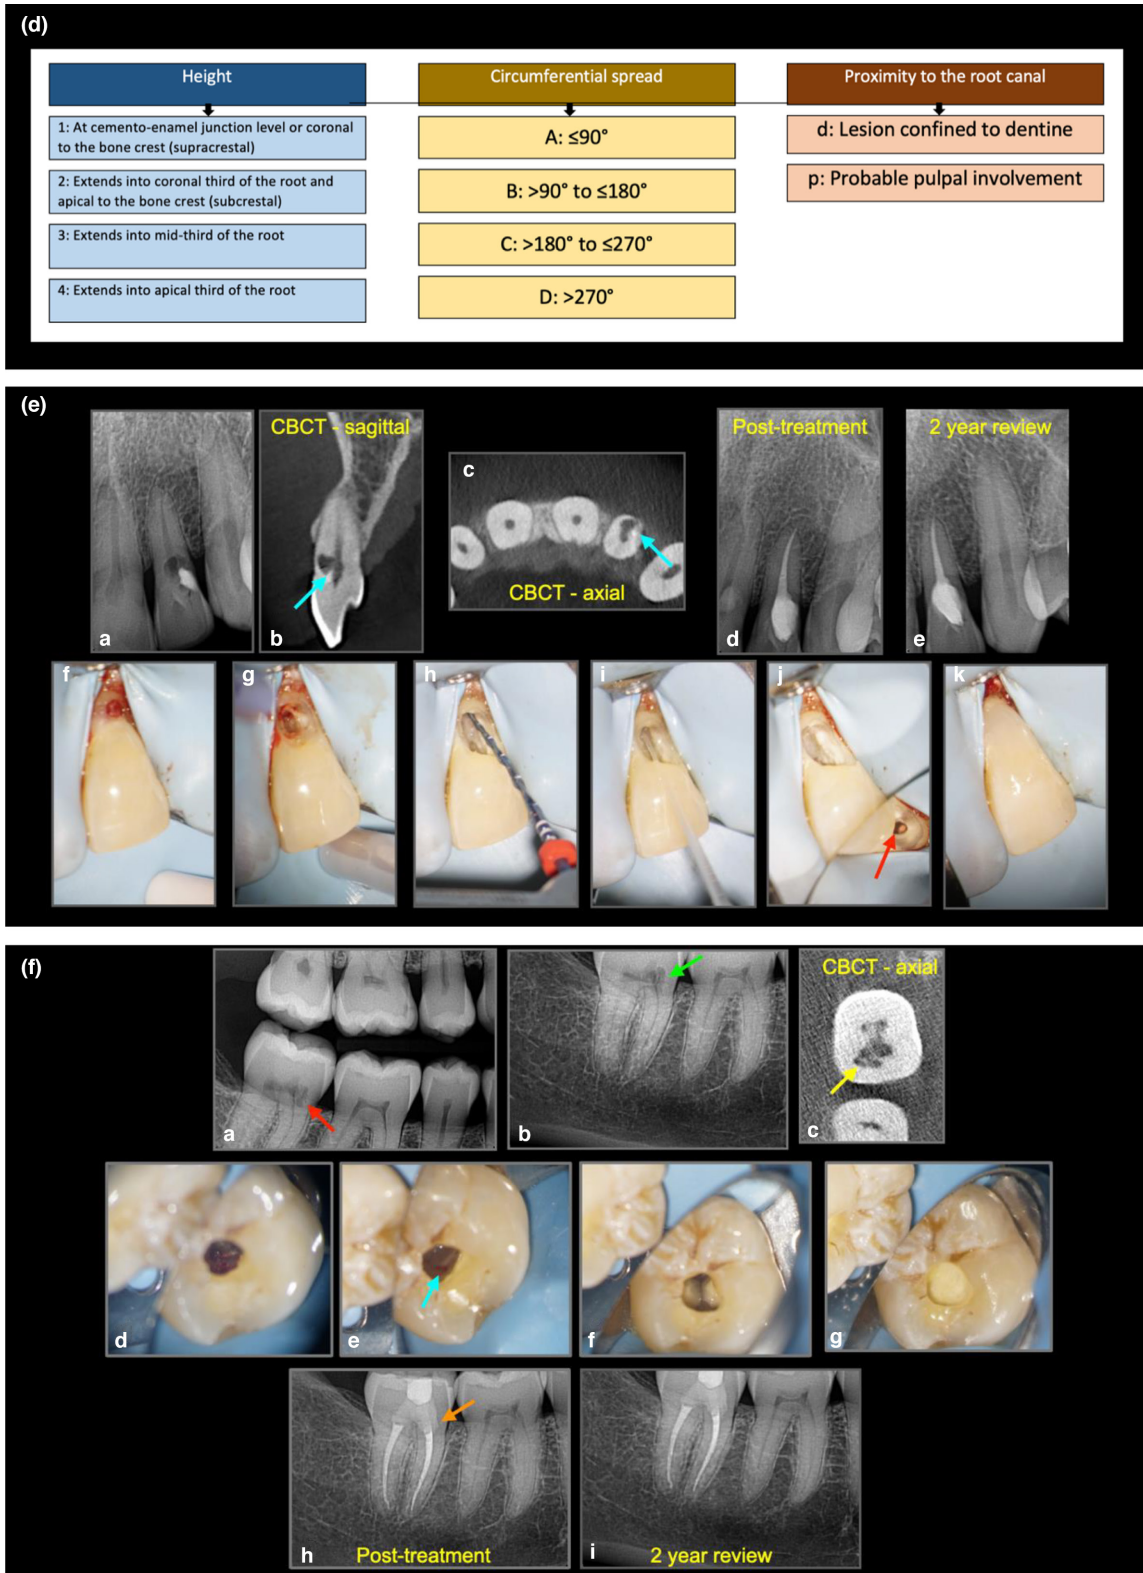 (d)
Height
Circumferential spread
Proximity to the root canal
1: At cemento-enamel junction level or coronal
to the bone crest (supracrestal)
2: Extends into coronal third of the root and
apical to the bone crest (subcrestal)
3: Extends into mid-third of the root
4: Extends into apical third of the root
A: ≤90°
B: >90° to ≤180°
C: >180° to ≤270°
D: >270°
d: Lesion confined to dentine
p: Probable pulpal involvement
(e)
a
CBCT - sagittal
b
c
CBCT - axial
Post-treatment
d
2 year review
e
f
g
h
i
j
k
(f)
a
b
CBCT - axial
c
d
e
f
g
h
Post-treatment
i
2 year review